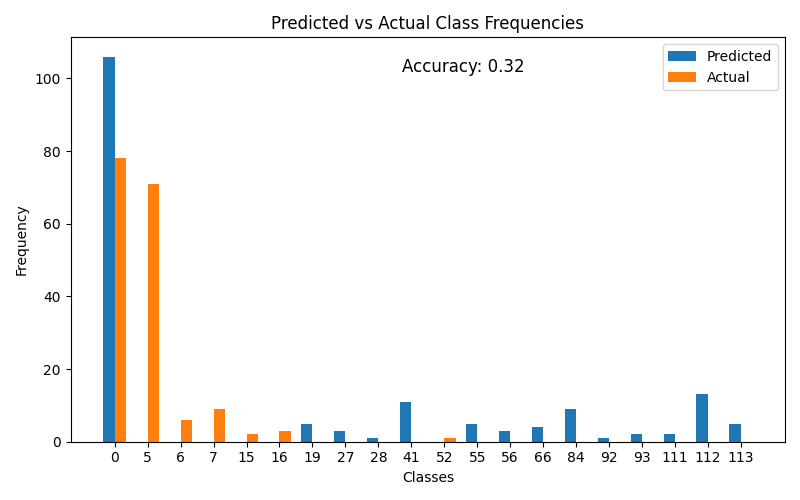 Predicted vs Actual Class Frequencies
Accuracy: 0.32
Predicted
Actual
Frequency
100
80
60
40
20
0
0 5 6 7 15 16 19 27 28 41 52 55 56 66 84 92 93 111 112 113
Classes